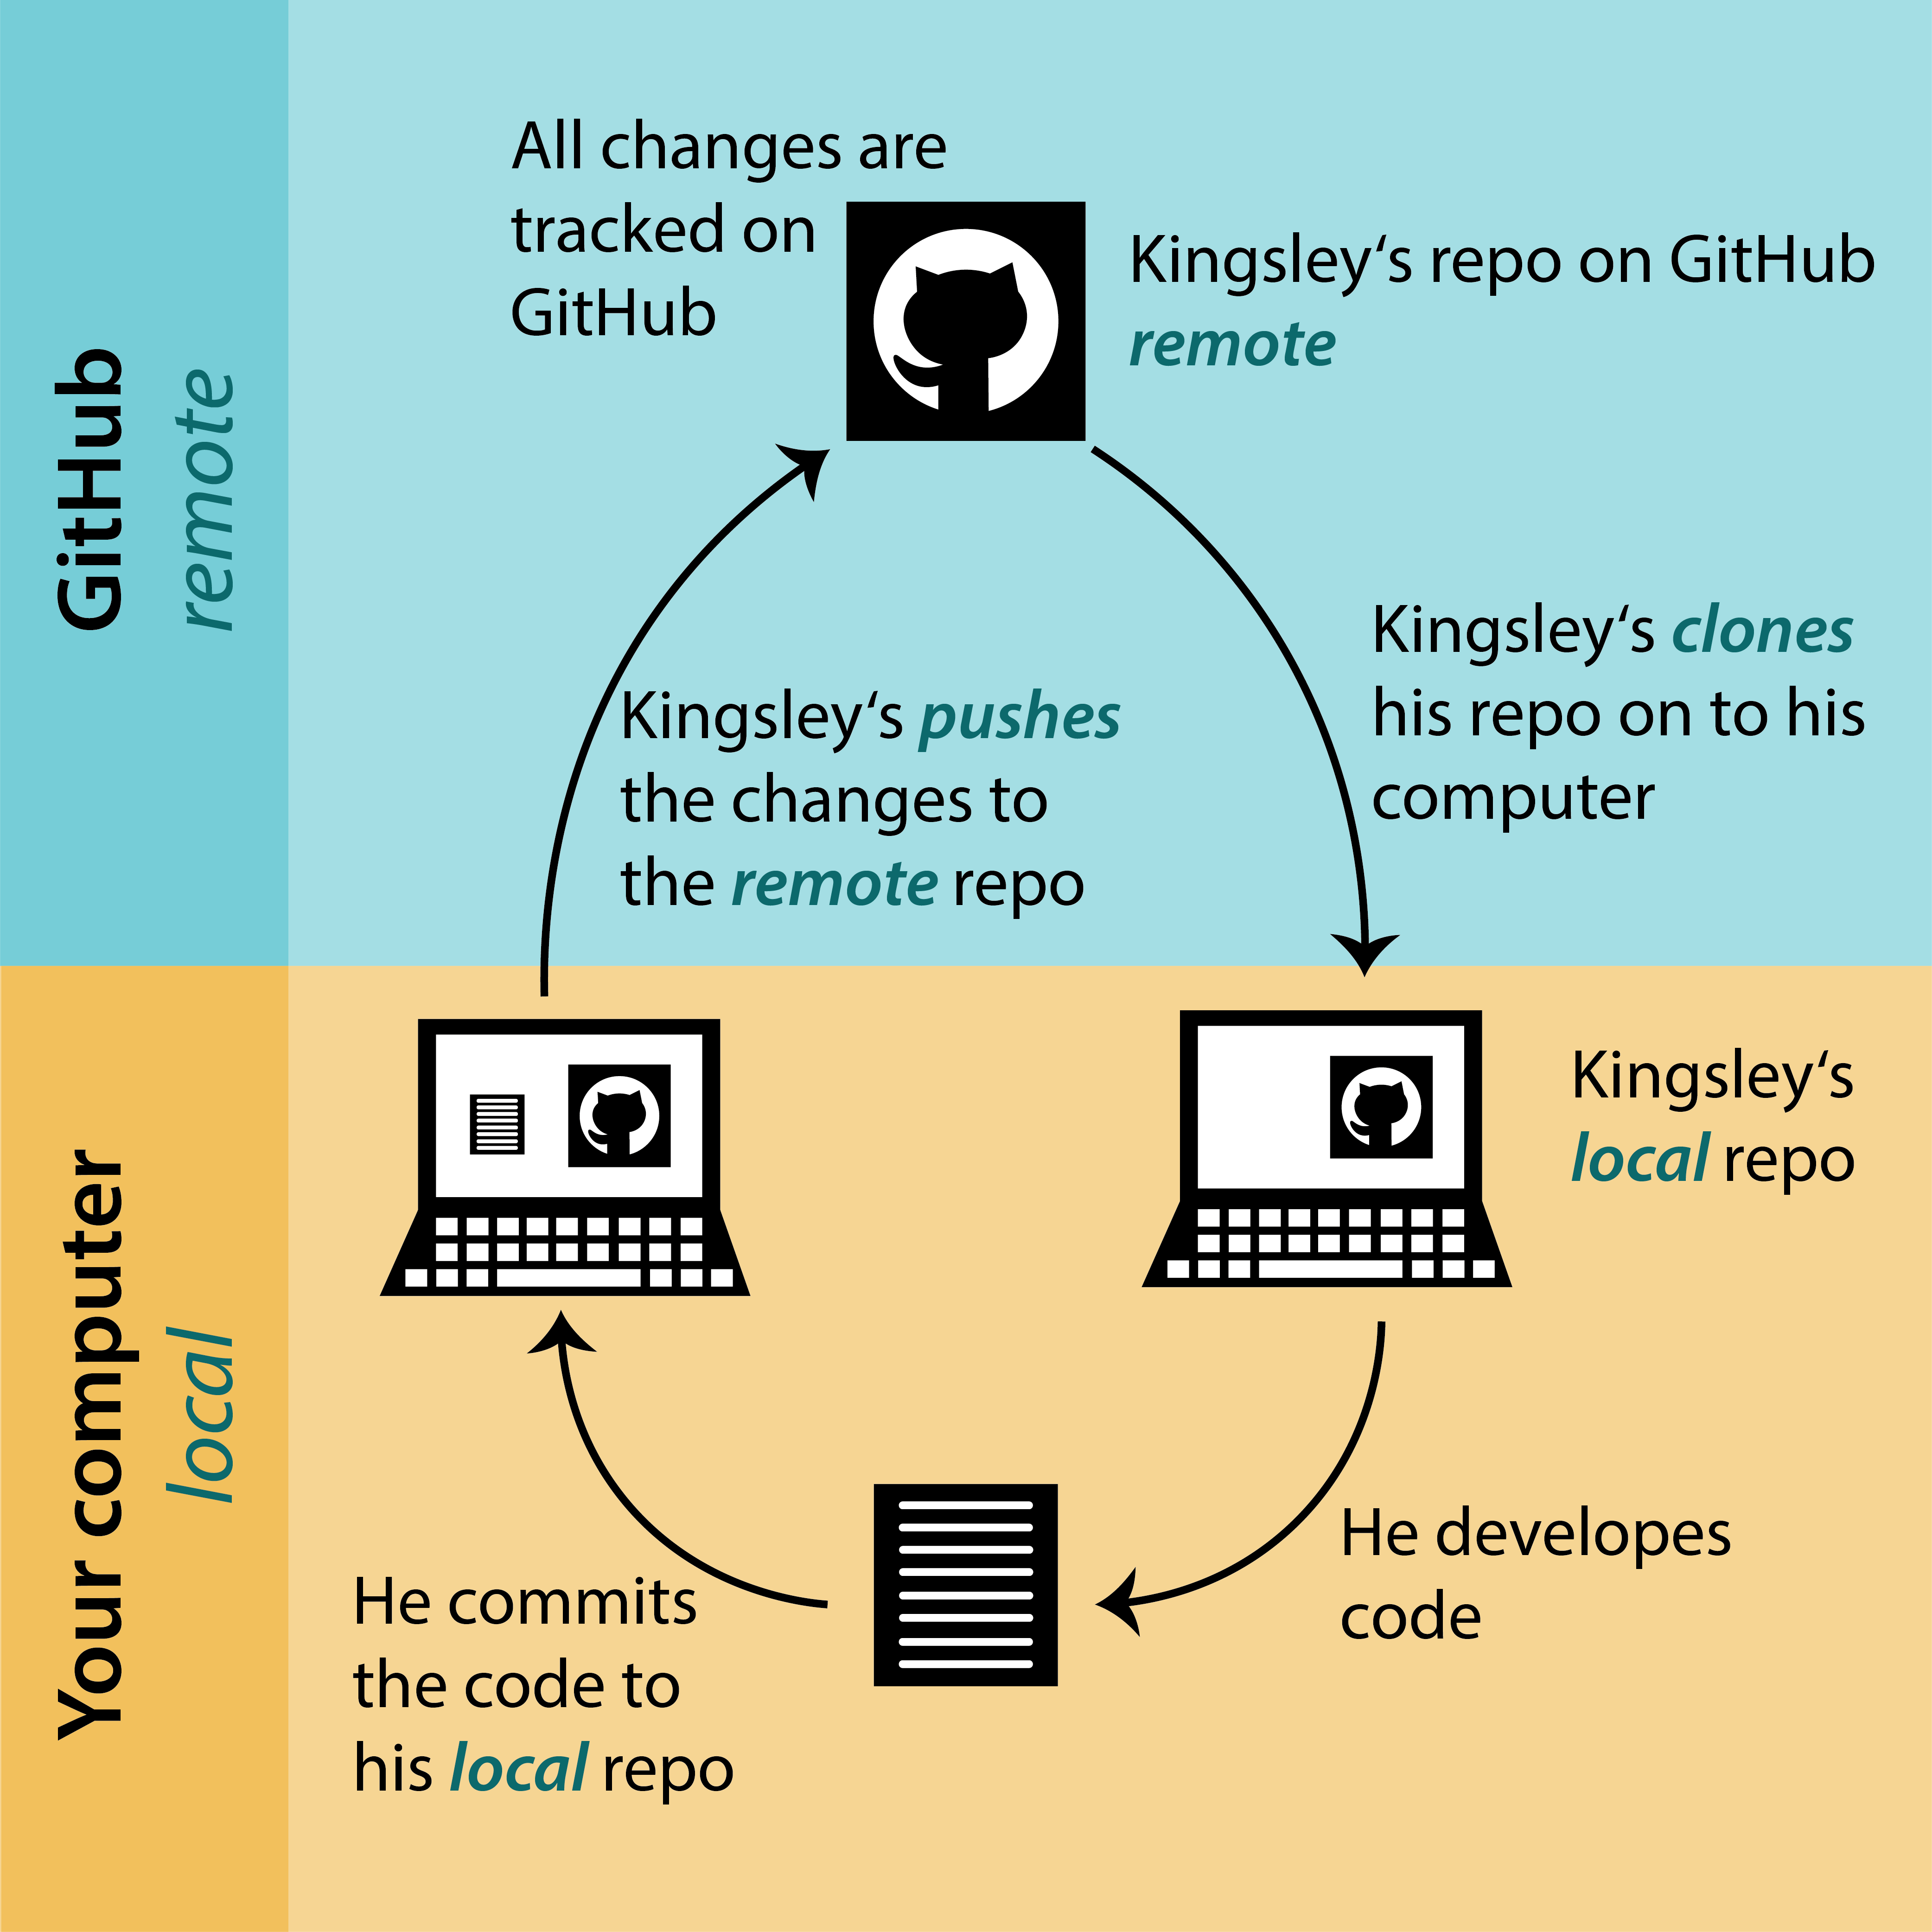 GitHub
remote
All changes are
tracked on
GitHub
Kingsley‘s repo on GitHub
remote
Kingsley‘s clones
his repo on to his
computer
Kingsley‘s pushes
the changes to
the remote repo
Your computer
local
Kingsley‘s
local repo
He developes
code
He commits
the code to
his local repo